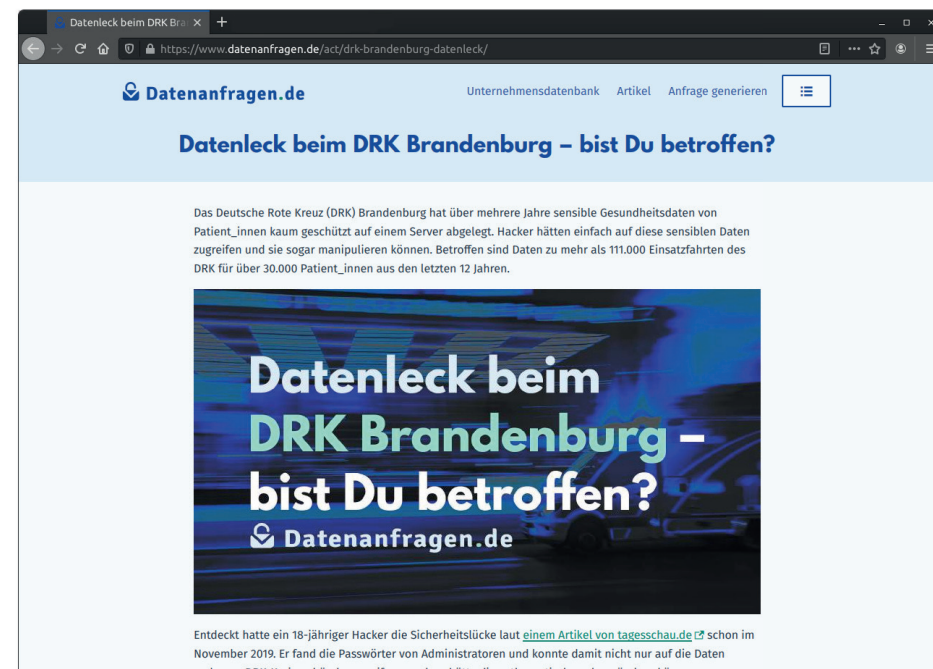 Datenleck beim DRK Bra
https://www.datenanfragen.de/act/drk-brandenburg-datenleck/
Datenanfragen.de
Unternehmensdatenbank Artikel Anfrage generieren
Datenleck beim DRK Brandenburg – bist Du betroffen?
Das Deutsche Rote Kreuz (DRK) Brandenburg hat über mehrere Jahre sensible Gesundheitsdaten von
Patient_innen kaum geschützt auf einem Server abgelegt. Hacker hätten einfach auf diese sensiblen Daten
zugreifen und sie sogar manipulieren können. Betroffen sind Daten zu mehr als 111.000 Einsatzfahrten des
DRK für über 30.000 Patient_innen aus den letzten 12 Jahren.
Datenleck beim
DRK Brandenburg –
bist Du betroffen?
Datenanfragen.de
Entdeckt hatte ein 18-jähriger Hacker die Sicherheitslücke laut einem Artikel von tagesschau.de schon im
November 2019. Er fand die Passwörter von Administratoren und konnte damit nicht nur auf die Daten